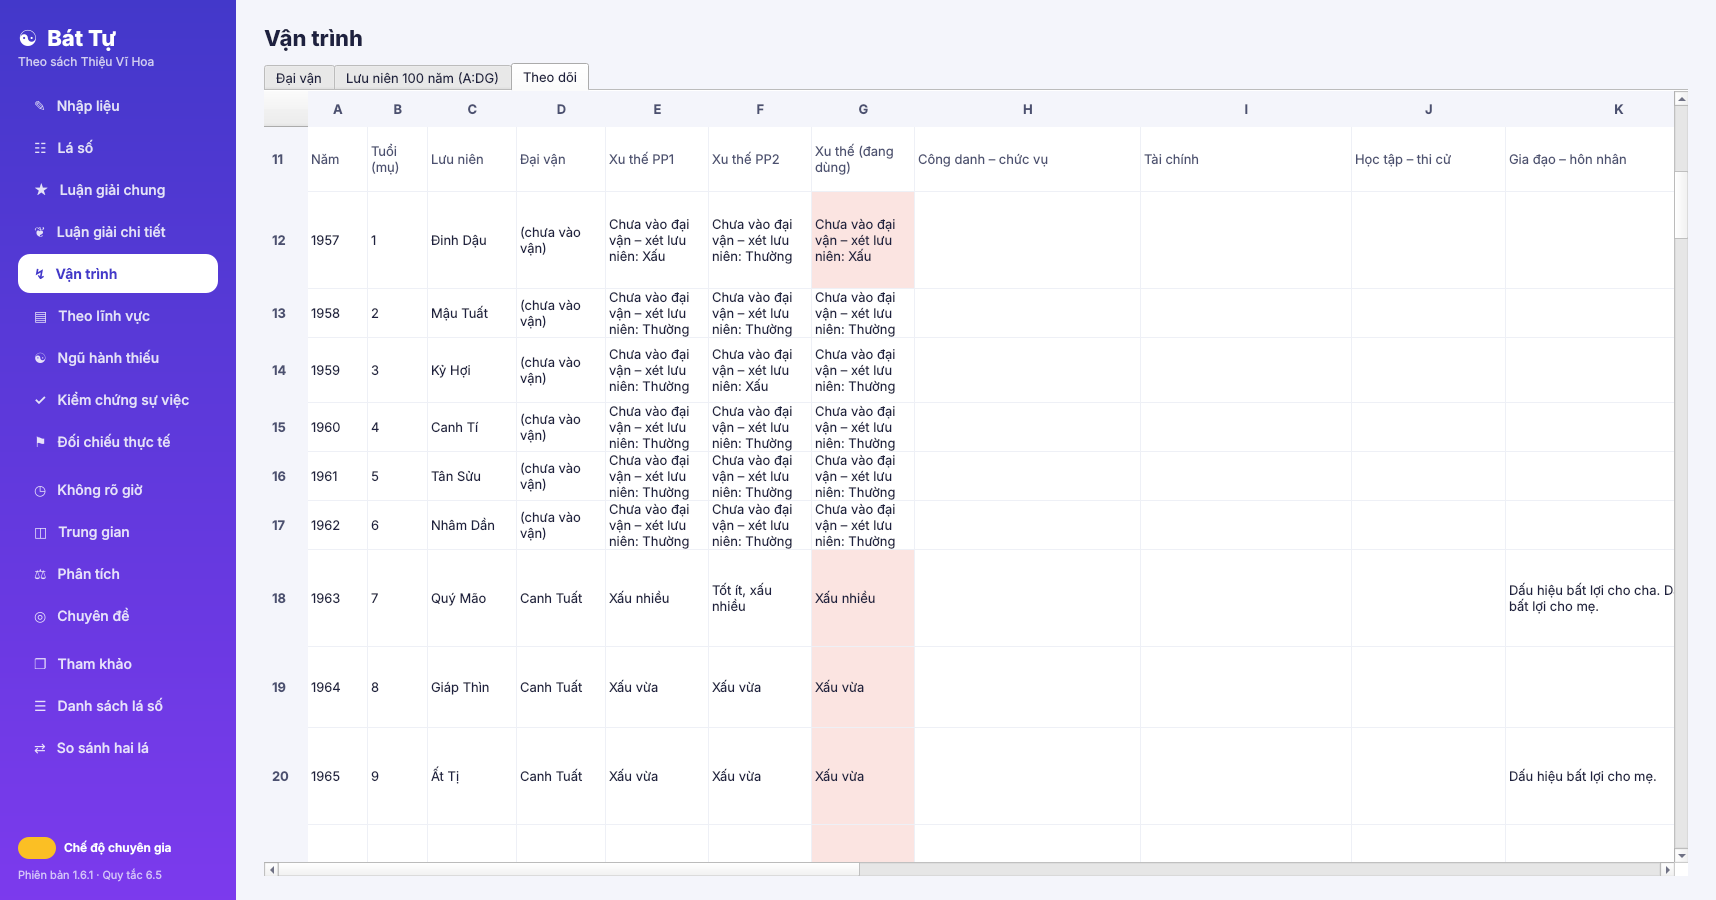 Bát Tự
Theo sách Thiệu Vĩ Hoa
Nhập liệu
Lá số
Luận giải chung
Luận giải chi tiết
Vận trình
Theo lĩnh vực
Ngũ hành thiếu
Kiểm chứng sự việc
Đối chiếu thực tế
Không rõ giờ
Trung gian
Phân tích
Chuyên đề
Tham khảo
Danh sách lá số
So sánh hai lá
Chế độ chuyên gia
Phiên bản 1.6.1 · Quy tắc 6.5
Vận trình
Đại vận Lưu niên 100 năm (A:DG) Theo dõi
A B C D E F G H I J K
11 Năm Tuổi (mụ) Lưu niên Đại vận Xu thế PP1 Xu thế PP2 Xu thế (đang dùng) Công danh – chức vụ Tài chính Học tập – thi cử Gia đạo – hôn nhân
12 1957 1 Đinh Dậu (chưa vào vận) Chưa vào đại vận – xét lưu niên: Xấu Chưa vào đại vận – xét lưu niên: Thường Chưa vào đại vận – xét lưu niên: Xấu
13 1958 2 Mậu Tuất (chưa vào vận) Chưa vào đại vận – xét lưu niên: Thường Chưa vào đại vận – xét lưu niên: Thường Chưa vào đại vận – xét lưu niên: Thường
14 1959 3 Kỷ Hợi (chưa vào vận) Chưa vào đại vận – xét lưu niên: Thường Chưa vào đại vận – xét lưu niên: Xấu Chưa vào đại vận – xét lưu niên: Thường
15 1960 4 Canh Tí (chưa vào vận) Chưa vào đại vận – xét lưu niên: Thường Chưa vào đại vận – xét lưu niên: Thường Chưa vào đại vận – xét lưu niên: Thường
16 1961 5 Tân Sửu (chưa vào vận) Chưa vào đại vận – xét lưu niên: Thường Chưa vào đại vận – xét lưu niên: Thường Chưa vào đại vận – xét lưu niên: Thường
17 1962 6 Nhâm Dần (chưa vào vận) Chưa vào đại vận – xét lưu niên: Thường Chưa vào đại vận – xét lưu niên: Thường Chưa vào đại vận – xét lưu niên: Thường
18 1963 7 Quý Mão Canh Tuất Xấu nhiều Tốt ít, xấu nhiều Xấu nhiều Dấu hiệu bất lợi cho cha. D bất lợi cho mẹ.
19 1964 8 Giáp Thìn Canh Tuất Xấu vừa Xấu vừa Xấu vừa
20 1965 9 Ất Tị Canh Tuất Xấu vừa Xấu vừa Xấu vừa Dấu hiệu bất lợi cho mẹ.